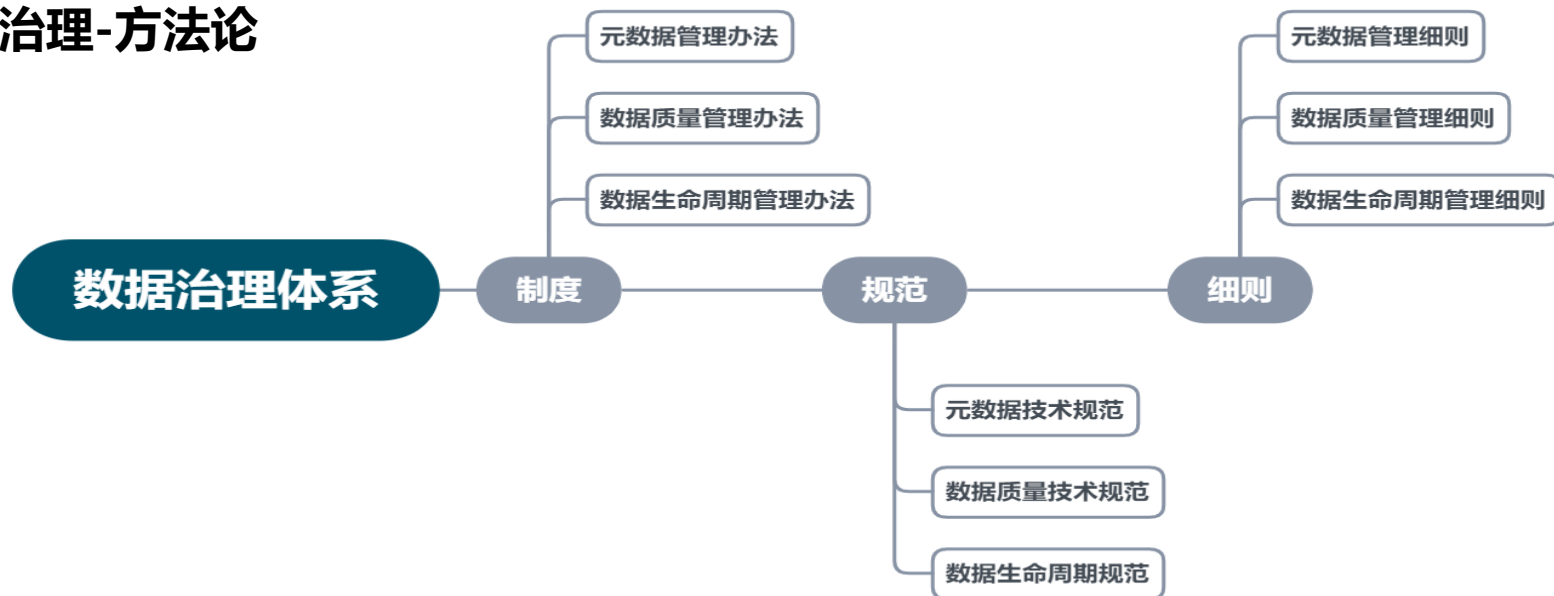 治理-方法论
元数据管理办法
数据质量管理办法
数据生命周期管理办法
元数据管理细则
数据质量管理细则
数据生命周期管理细则
数据治理体系
制度
规范
细则
元数据技术规范
数据质量技术规范
数据生命周期规范